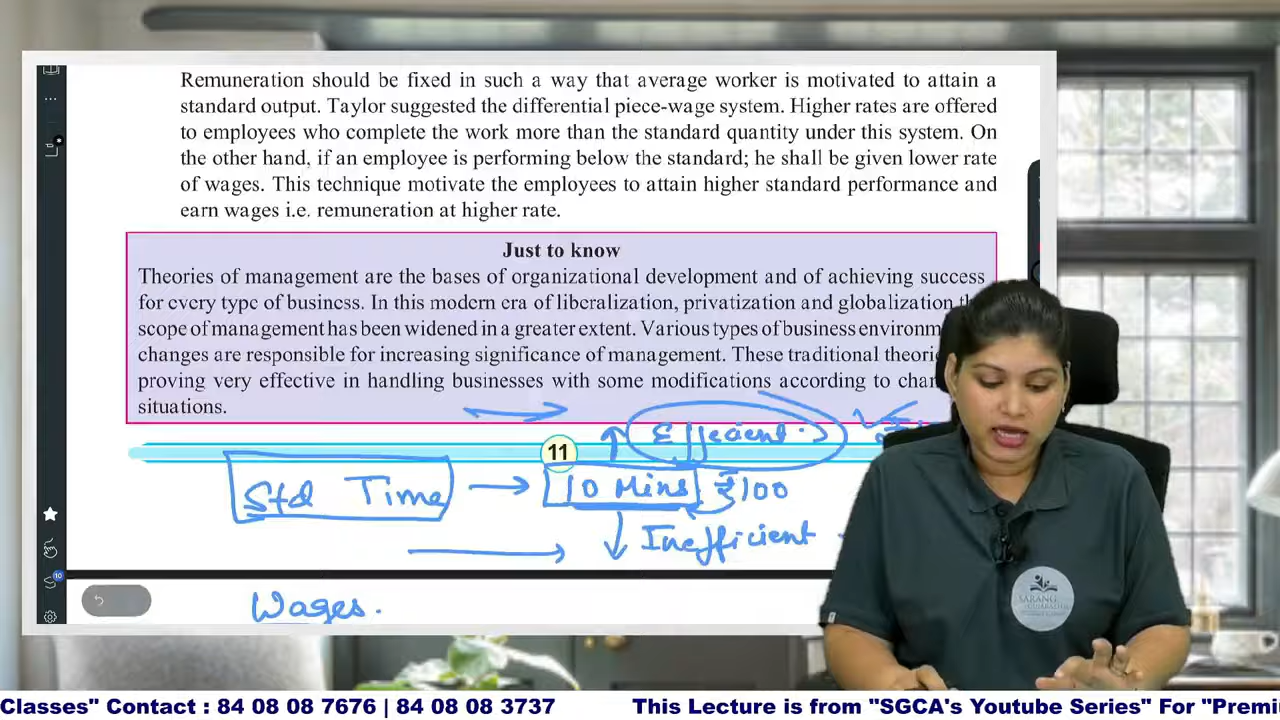 Remuneration should be fixed in such a way that average worker is motivated to attain a
standard output. Taylor suggested the differential piece-wage system. Higher rates are offered
to employees who complete the work more than the standard quantity under this system. On
the other hand, if an employee is performing below the standard; he shall be given lower rate
of wages. This technique motivate the employees to attain higher standard performance and
earn wages i.e. remuneration at higher rate.
Just to know
Theories of management are the bases of organizational development and of achieving success
for every type of business. In this modern era of liberalization, privatization and globalization
scope of management has been widened in a greater extent. Various types of business
changes are responsible for increasing significance of management. These traditional
proving very effective in handling businesses with some modifications according to
situations.
Efficient
11
Std Time 10 Mins ₹100
Inefficient
Wages.
10
SARANG
Classes" Contact : 84 08 08 7676 | 84 08 08 3737 This Lecture is from "SGCA's Youtube Series" For "Premi